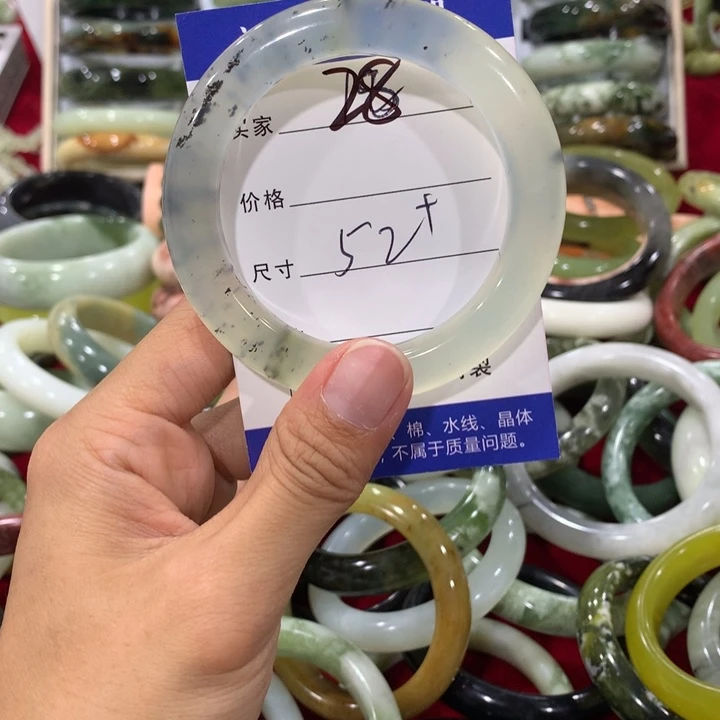 买家 28
价格
尺寸 52+
裂
棉、水线、晶体
不属于质量问题。